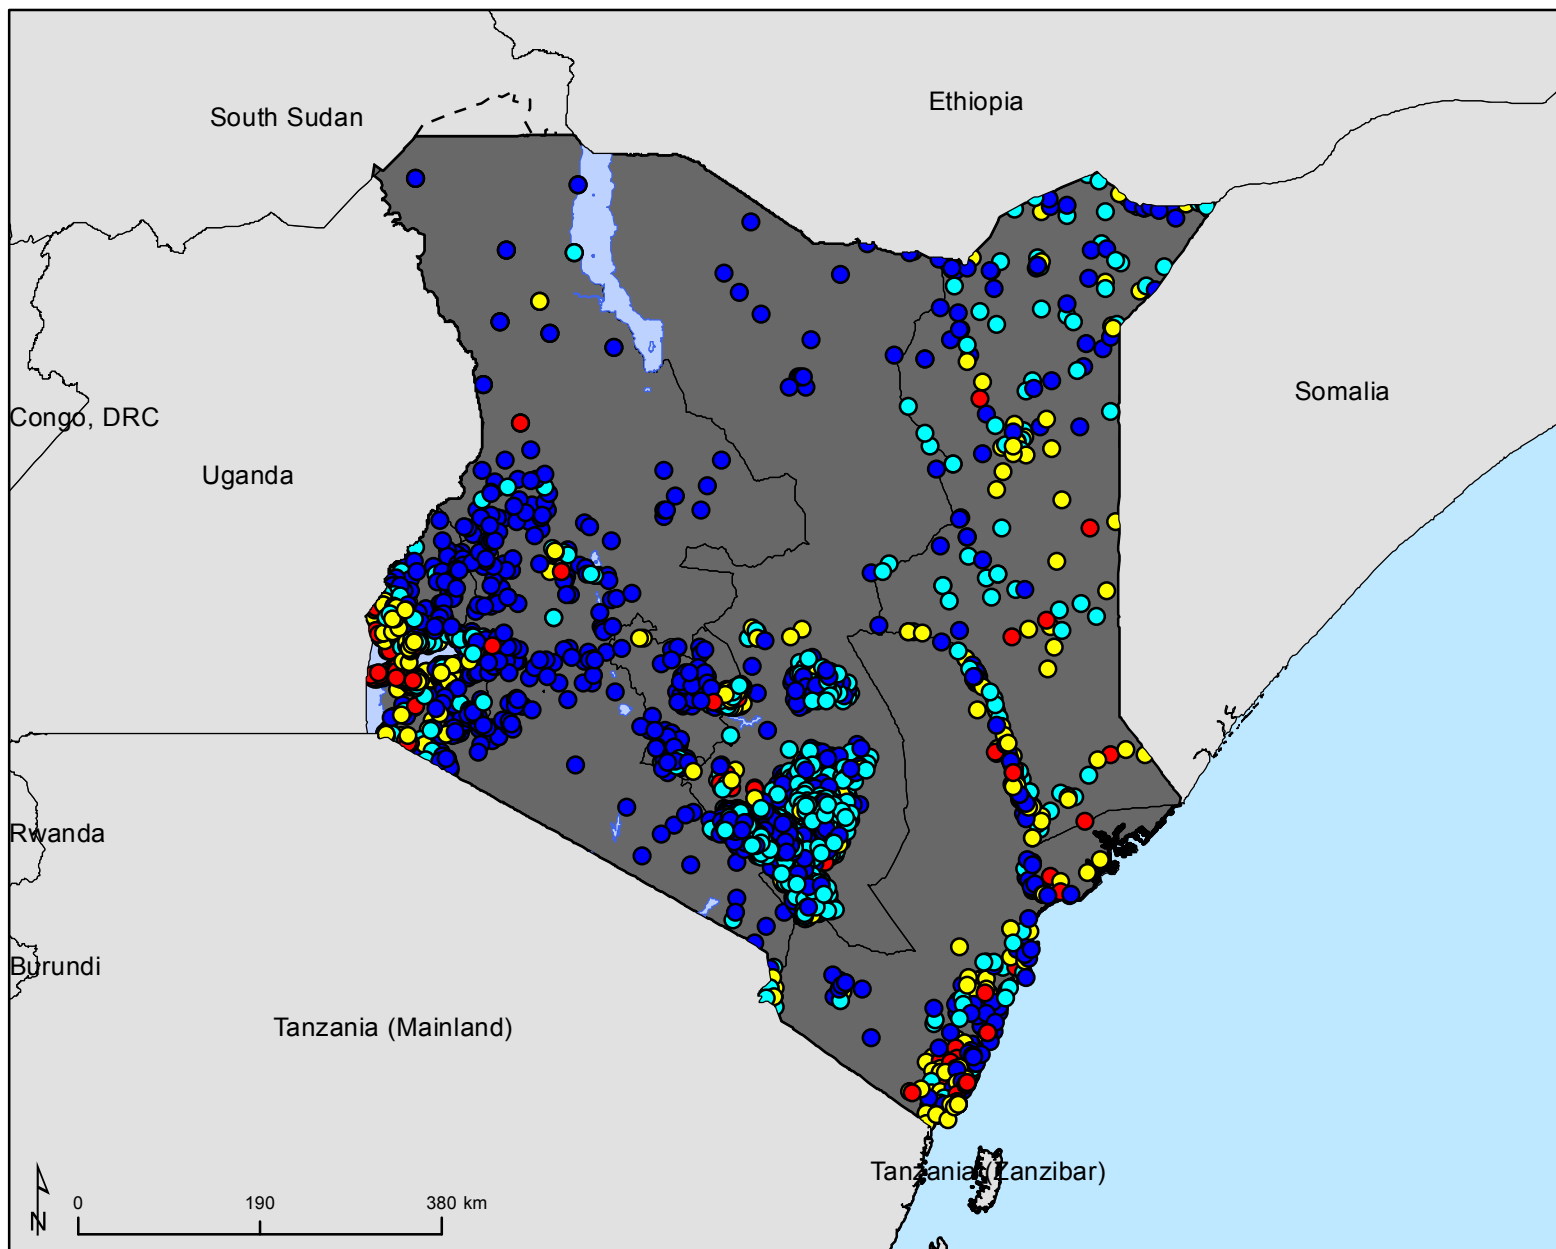 Ethiopia
South Sudan
Somalia
Congo, DRC
Uganda
Rwanda
Burundi
Tanzania (Mainland)
Tanzania (Zanzibar)
0 190 380 km
N